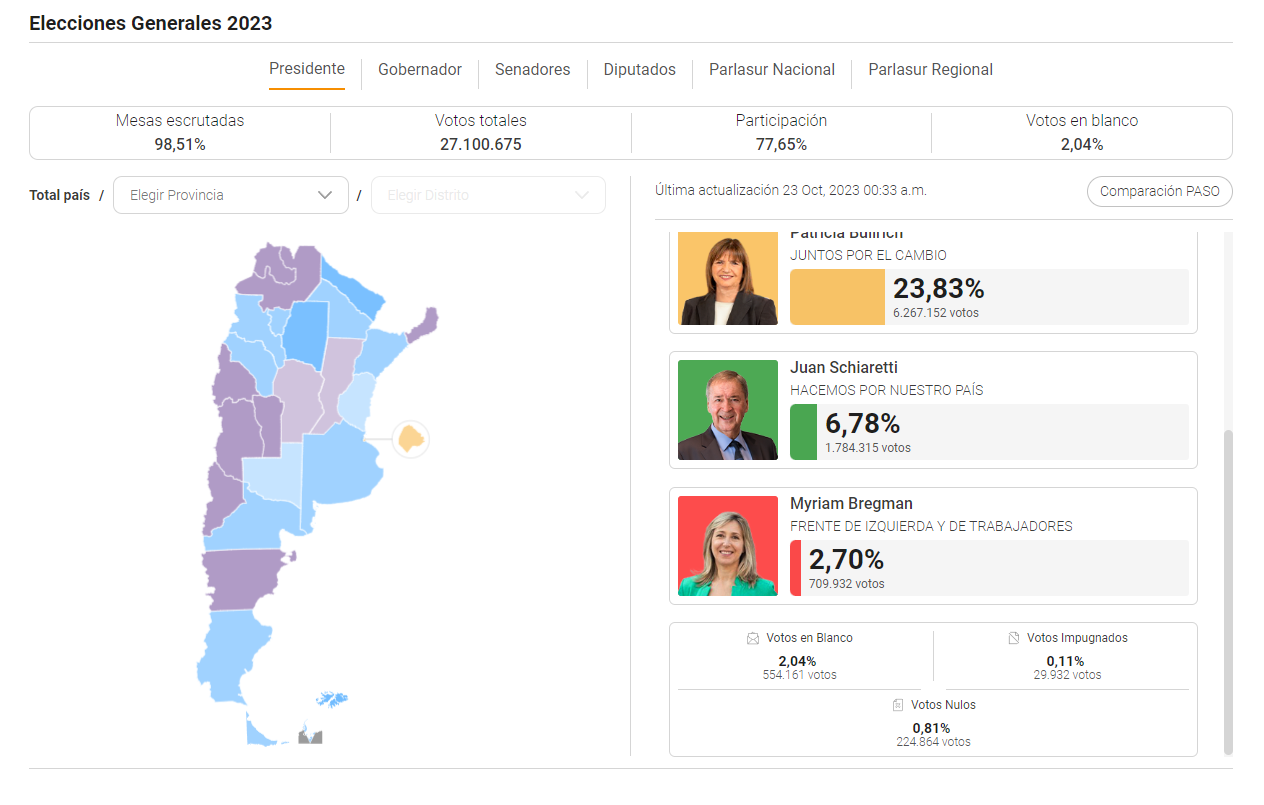 Elecciones Generales 2023
Presidente
Gobernador
Senadores
Diputados
Parlasur Nacional
Parlasur Regional
Mesas escrutadas
98,51%
Votos totales
27.100.675
Participación
77,65%
Votos en blanco
2,04%
Total país / Elegir Provincia / Elegir Distrito
Última actualización 23 Oct, 2023 00:33 a.m.
Comparación PASO
Patricia Bullrich
JUNTOS POR EL CAMBIO
23,83%
6.267.152 votos
Juan Schiaretti
HACEMOS POR NUESTRO PAÍS
6,78%
1.784.315 votos
Myriam Bregman
FRENTE DE IZQUIERDA Y DE TRABAJADORES
2,70%
709.932 votos
Votos en Blanco
2,04%
554.161 votos
Votos Impugnados
0,11%
29.932 votos
Votos Nulos
0,81%
224.864 votos